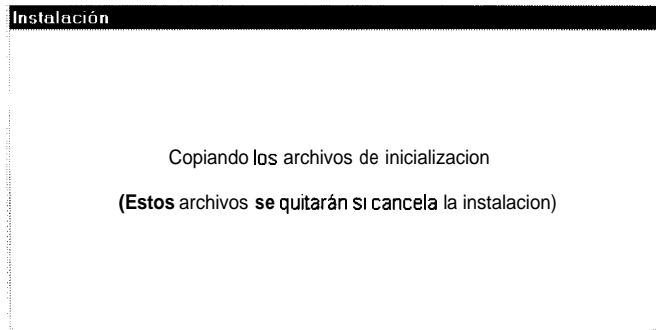 Instalación
Copiando los archivos de inicializacion
(Estos archivos se quitarán si cancela la instalacion)